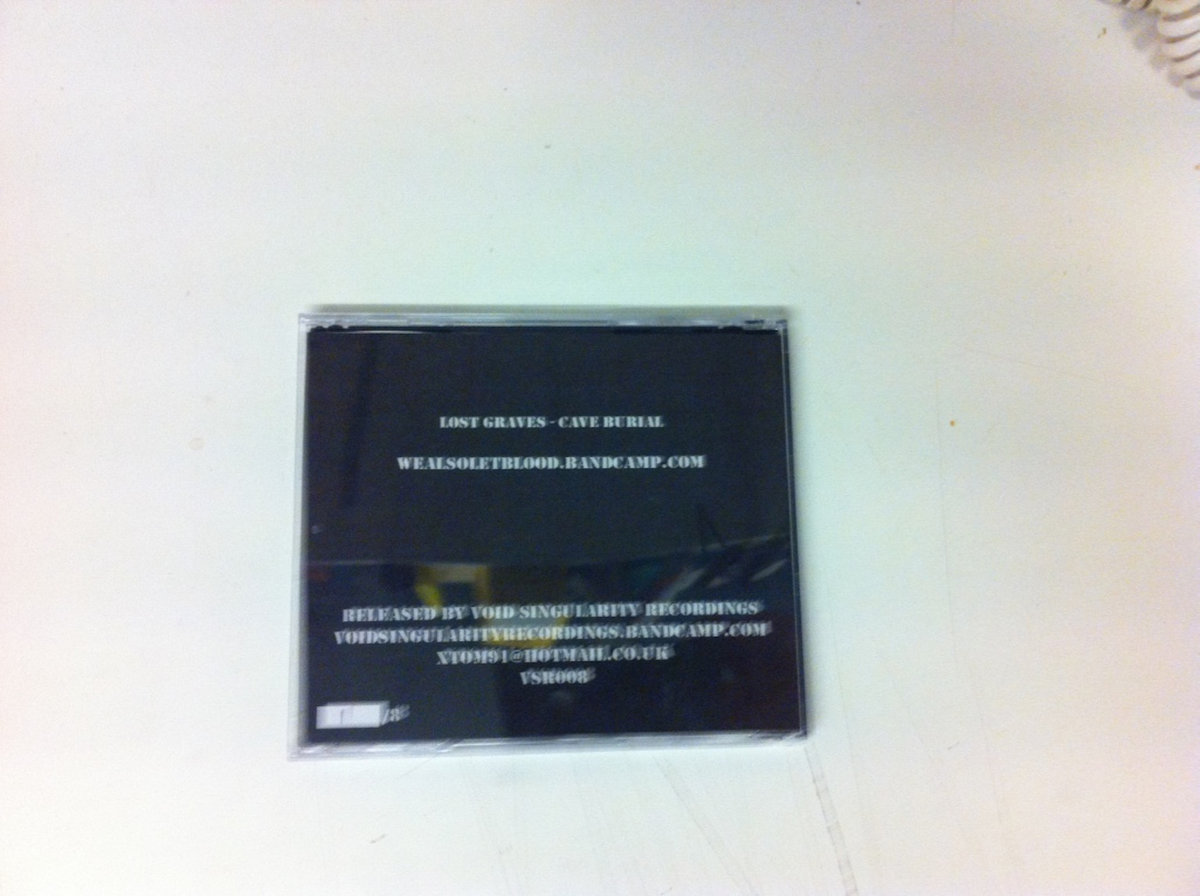 LOST GRAVES - CAVE BURIAL
WEALSOLETBLOOD.BANDCAMP.COM
RELEASED BY VOID SINGULARITY RECORDINGS
VOIDSINGULARITYRECORDINGS.BANDCAMP.COM
XTOM91@HOTMAIL.CO.UK
VSR008
/8